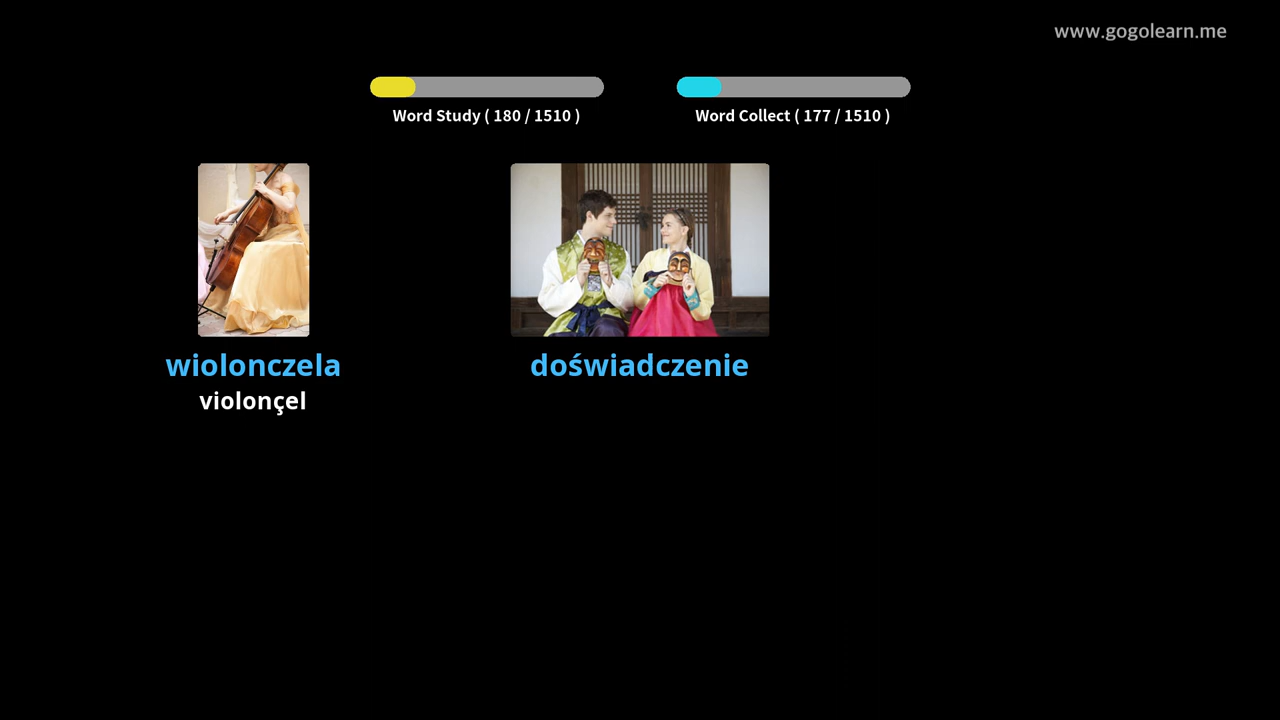 www.gogolearn.me
Word Study ( 180 / 1510 )
Word Collect ( 177 / 1510 )
wiolonczela
violonçel
doświadczenie